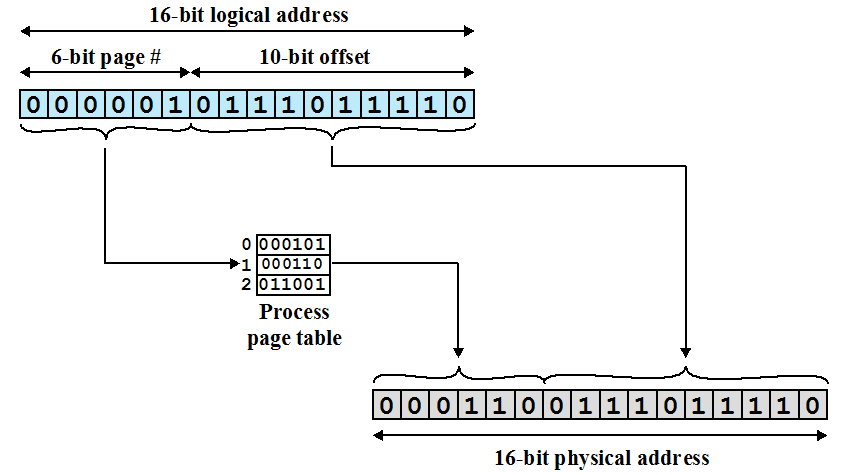 16-bit logical address
6-bit page # 10-bit offset
0 0 0 0 0 1 0 1 1 1 0 1 1 1 1 0
0 000101
1 000110
2 011001
Process
page table
0 0 0 1 1 0 0 1 1 1 0 1 1 1 1 0
16-bit physical address